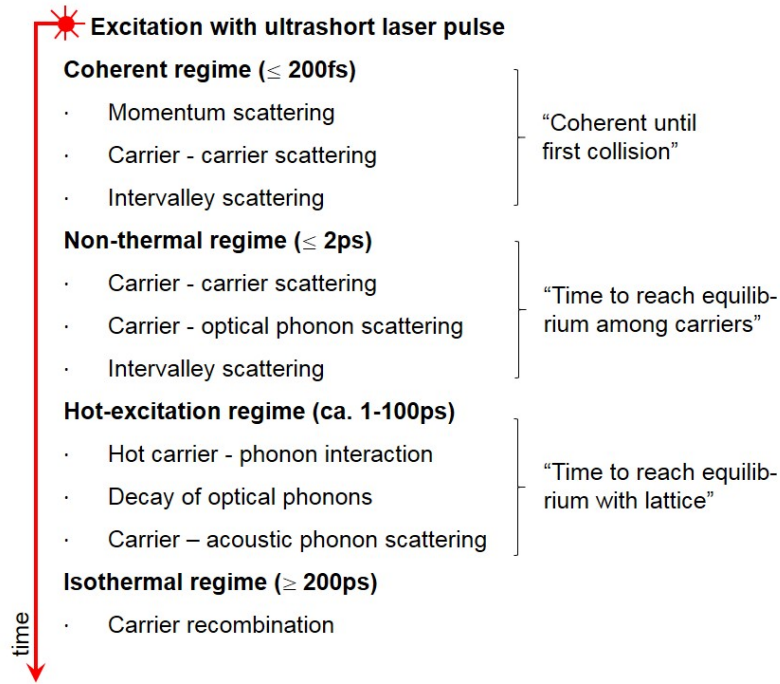 Excitation with ultrashort laser pulse
Coherent regime (≤ 200fs)
· Momentum scattering
· Carrier - carrier scattering
· Intervalley scattering
“Coherent until
first collision”
Non-thermal regime (≤ 2ps)
· Carrier - carrier scattering
· Carrier - optical phonon scattering
· Intervalley scattering
“Time to reach equilib-
rium among carriers”
Hot-excitation regime (ca. 1-100ps)
· Hot carrier - phonon interaction
· Decay of optical phonons
· Carrier – acoustic phonon scattering
“Time to reach equilib-
rium with lattice”
Isothermal regime (≥ 200ps)
· Carrier recombination
time